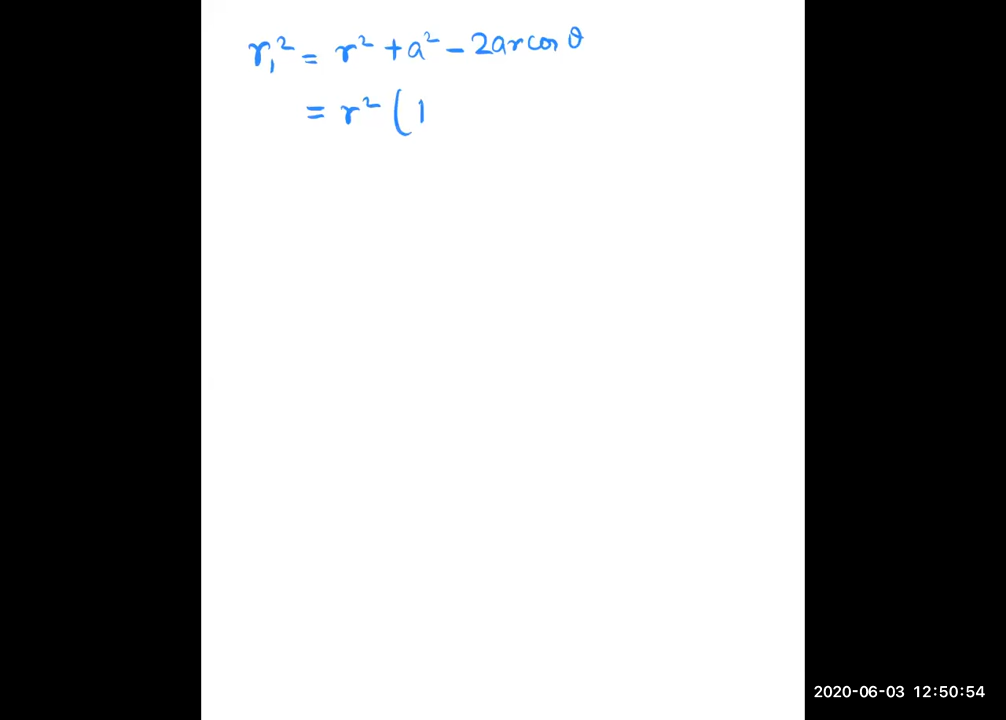 r₁² = r² + a² - 2ar cos θ
= r² ( 1
2020-06-03 12:50:54